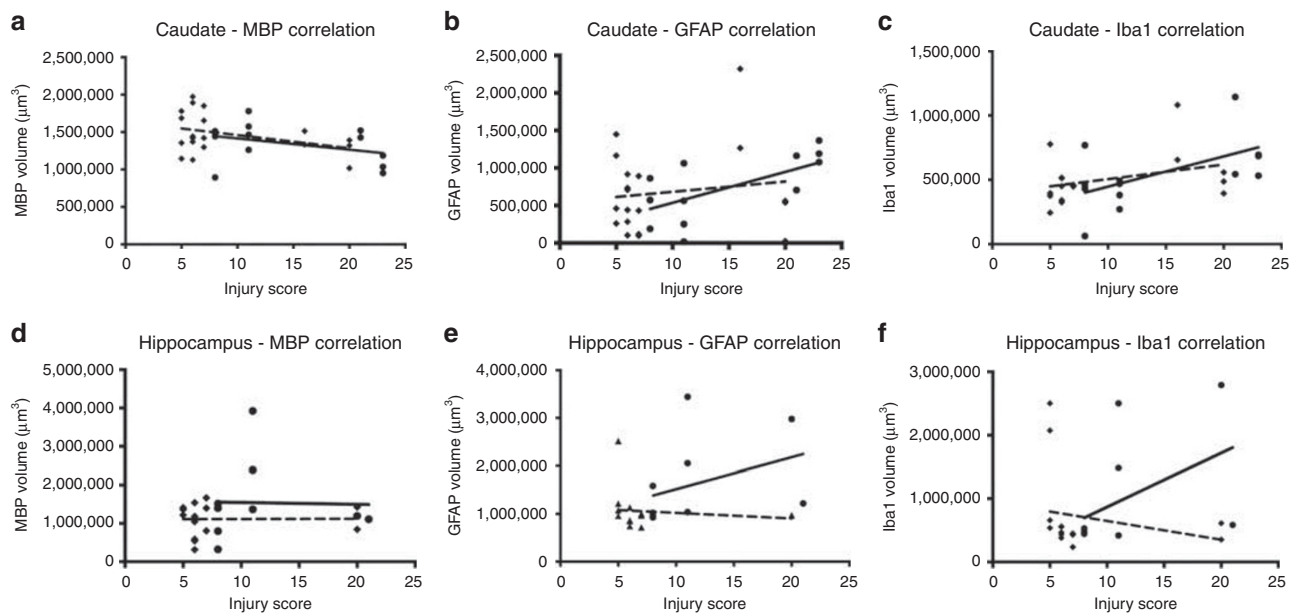 a
Caudate - MBP correlation
MBP volume (μm³)
2,500,000
2,000,000
1,500,000
1,000,000
500,000
0
0 5 10 15 20 25
Injury score
b
Caudate - GFAP correlation
GFAP volume (μm³)
2,500,000
2,000,000
1,500,000
1,000,000
500,000
0
0 5 10 15 20 25
Injury score
c
Caudate - Iba1 correlation
Iba1 volume (μm³)
1,500,000
1,000,000
500,000
0
0 5 10 15 20 25
Injury score
d
Hippocampus - MBP correlation
MBP volume (μm³)
5,000,000
4,000,000
3,000,000
2,000,000
1,000,000
0
0 5 10 15 20 25
Injury score
e
Hippocampus - GFAP correlation
GFAP volume (μm³)
4,000,000
3,000,000
2,000,000
1,000,000
0
0 5 10 15 20 25
Injury score
f
Hippocampus - Iba1 correlation
Iba1 volume (μm³)
3,000,000
2,000,000
1,000,000
0
0 5 10 15 20 25
Injury score